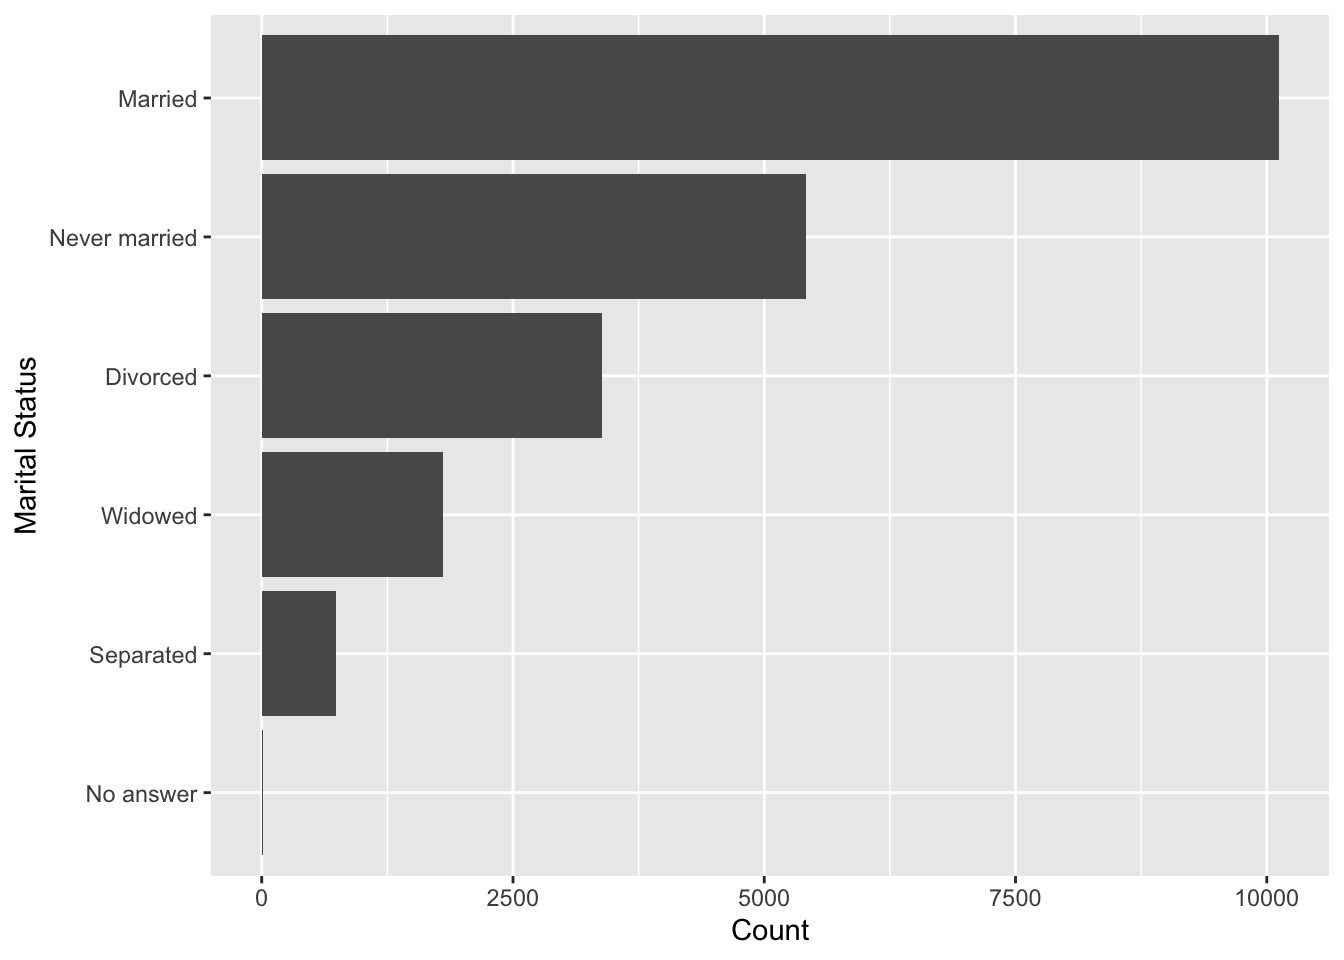 Marital Status
Married
Never married
Divorced
Widowed
Separated
No answer
0 2500 5000 7500 10000
Count